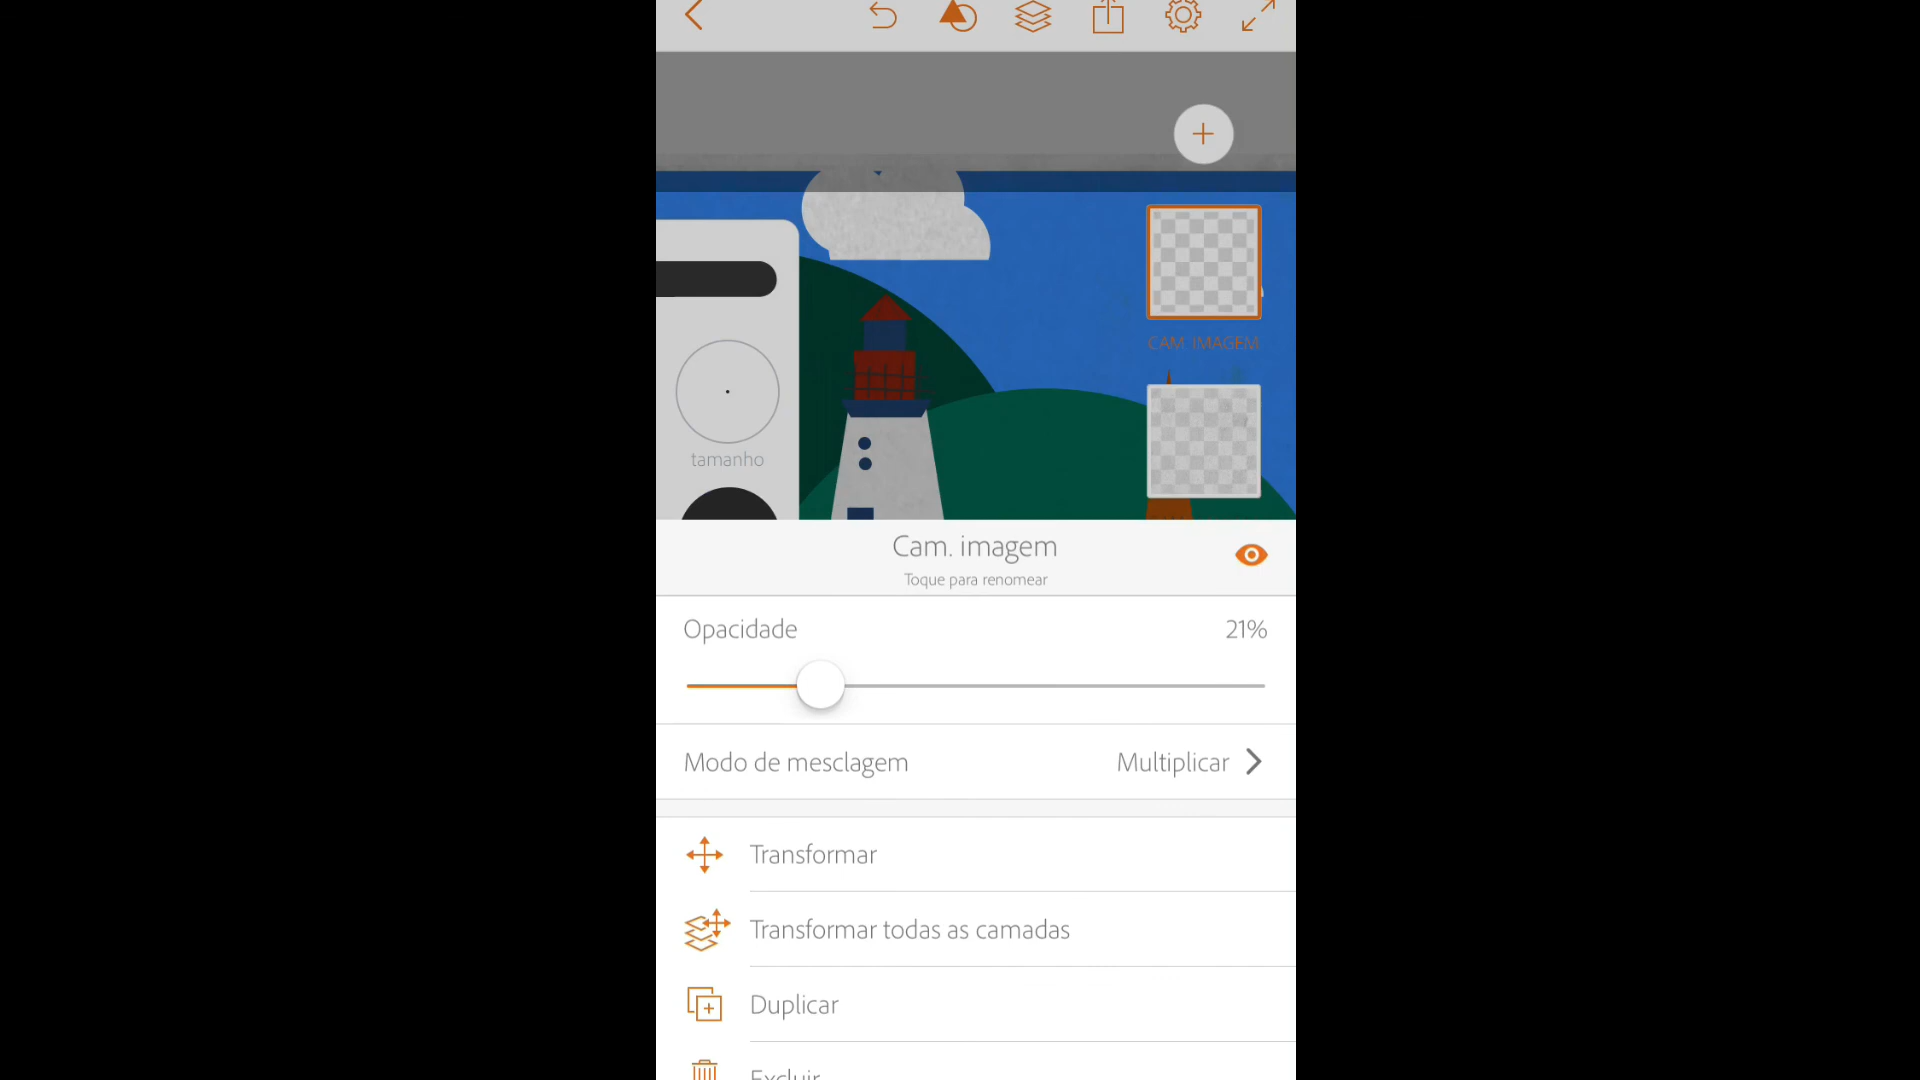 CAM. IMAGEM
tamanho
Cam. imagem
Toque para renomear
Opacidade 21%
Modo de mesclagem Multiplicar
Transformar
Transformar todas as camadas
Duplicar
Excluir